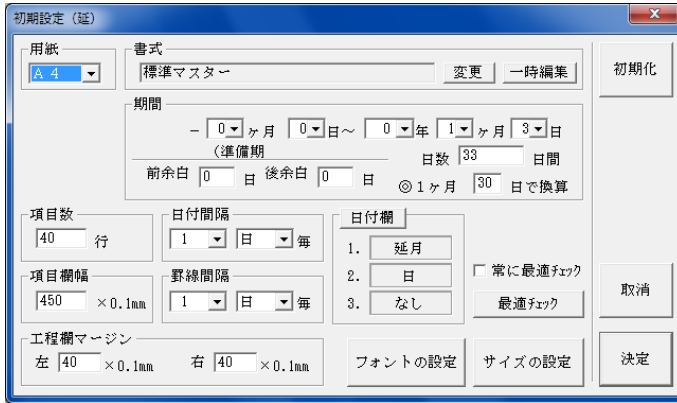 初期設定（延）
用紙
A 4
書式
標準マスター
変更
一時編集
初期化
期間
－ 0 ヶ月 0 日～ 0 年 1 ヶ月 3 日
(準備期
日数 33 日間
前余白 0 日 後余白 0 日
◎1ヶ月 30 日で換算
項目数
40 行
日付間隔
1 日 毎
日付欄
1. 延月
2. 日
3. なし
項目欄幅
450 ×0.1mm
罫線間隔
1 日 毎
常に最適ﾁｪｯｸ
最適ﾁｪｯｸ
取消
工程欄マージン
左 40 ×0.1mm 右 40 ×0.1mm
フォントの設定
サイズの設定
決定